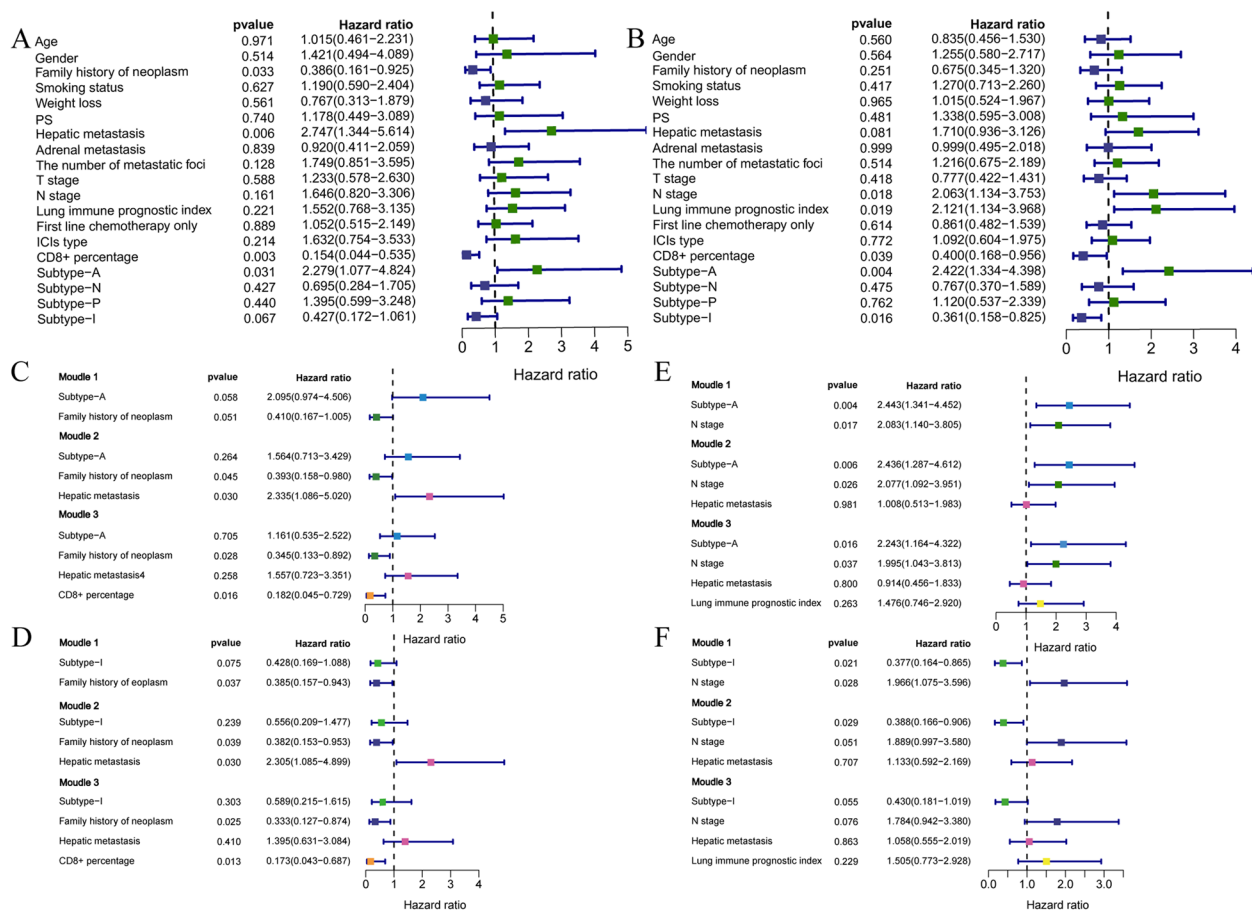 A
pvalue Hazard ratio
Age 0.971 1.015(0.461−2.231)
Gender 0.514 1.421(0.494−4.089)
Family history of neoplasm 0.033 0.386(0.161−0.925)
Smoking status 0.627 1.190(0.590−2.404)
Weight loss 0.561 0.767(0.313−1.879)
PS 0.740 1.178(0.449−3.089)
Hepatic metastasis 0.006 2.747(1.344−5.614)
Adrenal metastasis 0.839 0.920(0.411−2.059)
The number of metastatic foci 0.128 1.749(0.851−3.595)
T stage 0.588 1.233(0.578−2.630)
N stage 0.161 1.646(0.820−3.306)
Lung immune prognostic index 0.221 1.552(0.768−3.135)
First line chemotherapy only 0.889 1.052(0.515−2.149)
ICIs type 0.214 1.632(0.754−3.533)
CD8+ percentage 0.003 0.154(0.044−0.535)
Subtype−A 0.031 2.279(1.077−4.824)
Subtype−N 0.427 0.695(0.284−1.705)
Subtype−P 0.440 1.395(0.599−3.248)
Subtype−I 0.067 0.427(0.172−1.061)
0 1 2 3 4 5
Hazard ratio
B
pvalue Hazard ratio
Age 0.560 0.835(0.456−1.530)
Gender 0.564 1.255(0.580−2.717)
Family history of neoplasm 0.251 0.675(0.345−1.320)
Smoking status 0.417 1.270(0.713−2.260)
Weight loss 0.965 1.015(0.524−1.967)
PS 0.481 1.338(0.595−3.008)
Hepatic metastasis 0.081 1.710(0.936−3.126)
Adrenal metastasis 0.999 0.999(0.495−2.018)
The number of metastatic foci 0.514 1.216(0.675−2.189)
T stage 0.418 0.777(0.422−1.431)
N stage 0.018 2.063(1.134−3.753)
Lung immune prognostic index 0.019 2.121(1.134−3.968)
First line chemotherapy only 0.614 0.861(0.482−1.539)
ICIs type 0.772 1.092(0.604−1.975)
CD8+ percentage 0.039 0.400(0.168−0.956)
Subtype−A 0.004 2.422(1.334−4.398)
Subtype−N 0.475 0.767(0.370−1.589)
Subtype−P 0.762 1.120(0.537−2.339)
Subtype−I 0.016 0.361(0.158−0.825)
0 1 2 3 4
Hazard ratio
C
Moudle 1 pvalue Hazard ratio
Subtype−A 0.058 2.095(0.974−4.506)
Family history of neoplasm 0.051 0.410(0.167−1.005)
Moudle 2
Subtype−A 0.264 1.564(0.713−3.429)
Family history of neoplasm 0.045 0.393(0.158−0.980)
Hepatic metastasis 0.030 2.335(1.086−5.020)
Moudle 3
Subtype−A 0.705 1.161(0.535−2.522)
Family history of neoplasm 0.028 0.345(0.133−0.892)
Hepatic metastasis4 0.258 1.557(0.723−3.351)
CD8+ percentage 0.016 0.182(0.045−0.729)
0 1 2 3 4 5
Hazard ratio
E
Moudle 1 pvalue Hazard ratio
Subtype−A 0.004 2.443(1.341−4.452)
N stage 0.017 2.083(1.140−3.805)
Moudle 2
Subtype−A 0.006 2.436(1.287−4.612)
N stage 0.026 2.077(1.092−3.951)
Hepatic metastasis 0.981 1.008(0.513−1.983)
Moudle 3
Subtype−A 0.016 2.243(1.164−4.322)
N stage 0.037 1.995(1.043−3.813)
Hepatic metastasis 0.800 0.914(0.456−1.833)
Lung immune prognostic index 0.263 1.476(0.746−2.920)
0 1 2 3 4
Hazard ratio
D
Moudle 1 pvalue Hazard ratio
Subtype−I 0.075 0.428(0.169−1.088)
Family history of eoplasm 0.037 0.385(0.157−0.943)
Moudle 2
Subtype−I 0.239 0.556(0.209−1.477)
Family history of neoplasm 0.039 0.382(0.153−0.953)
Hepatic metastasis 0.030 2.305(1.085−4.899)
Moudle 3
Subtype−I 0.303 0.589(0.215−1.615)
Family history of neoplasm 0.025 0.333(0.127−0.874)
Hepatic metastasis 0.410 1.395(0.631−3.084)
CD8+ percentage 0.013 0.173(0.043−0.687)
0 1 2 3 4
Hazard ratio
F
Moudle 1 pvalue Hazard ratio
Subtype−I 0.021 0.377(0.164−0.865)
N stage 0.028 1.966(1.075−3.596)
Moudle 2
Subtype−I 0.029 0.388(0.166−0.906)
N stage 0.051 1.889(0.997−3.580)
Hepatic metastasis 0.707 1.133(0.592−2.169)
Moudle 3
Subtype−I 0.055 0.430(0.181−1.019)
N stage 0.076 1.784(0.942−3.380)
Hepatic metastasis 0.863 1.058(0.555−2.019)
Lung immune prognostic index 0.229 1.505(0.773−2.928)
0.0 1.0 2.0 3.0
Hazard ratio